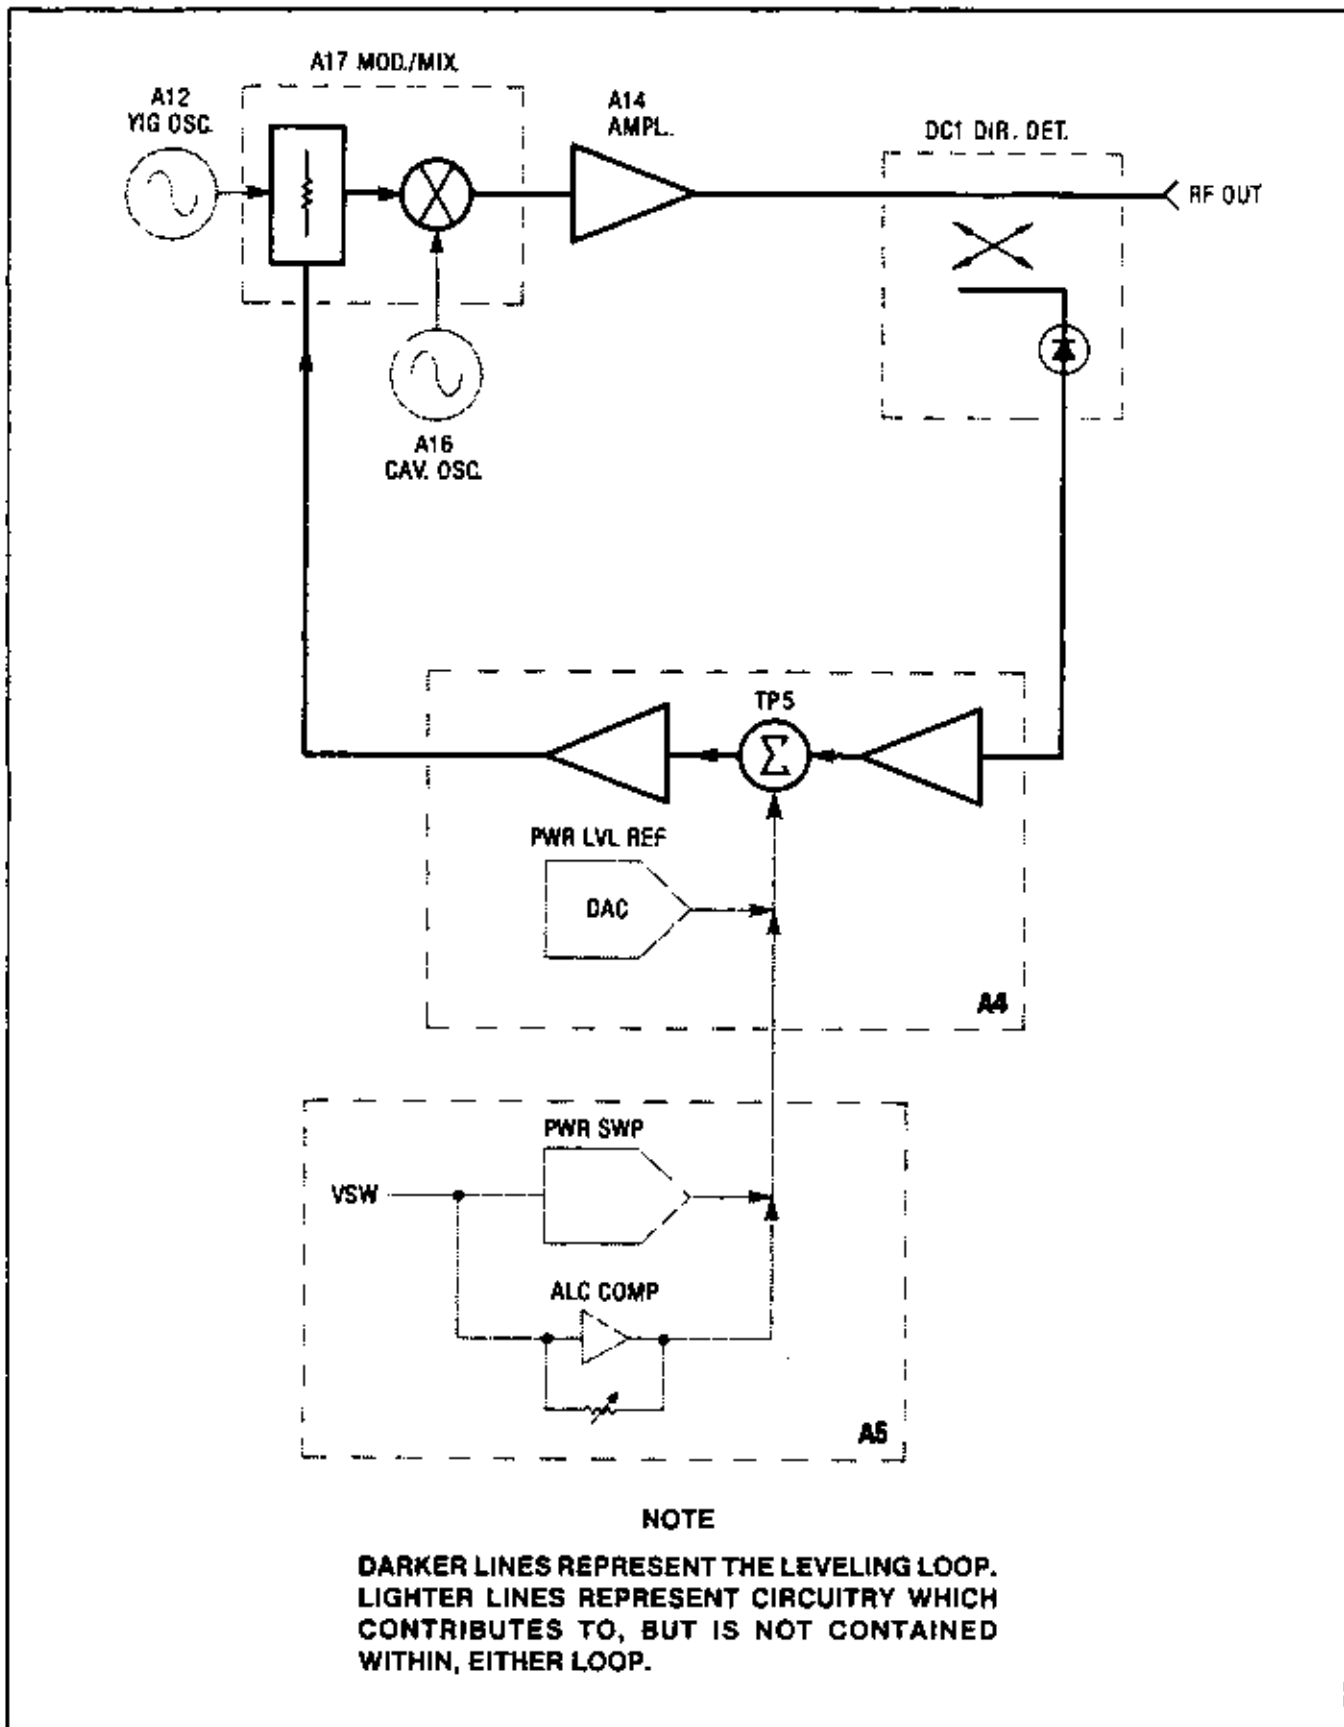 A17 MOD./MIX.
A12
YIG OSC.
A14
AMPL.
DC1 DIR. DET.
RF OUT
A16
CAV. OSC.
TP5
Σ
PWR LVL REF
DAC
A4
PWR SWP
VSW
ALC COMP
A5
NOTE
DARKER LINES REPRESENT THE LEVELING LOOP.
LIGHTER LINES REPRESENT CIRCUITRY WHICH
CONTRIBUTES TO, BUT IS NOT CONTAINED
WITHIN, EITHER LOOP.